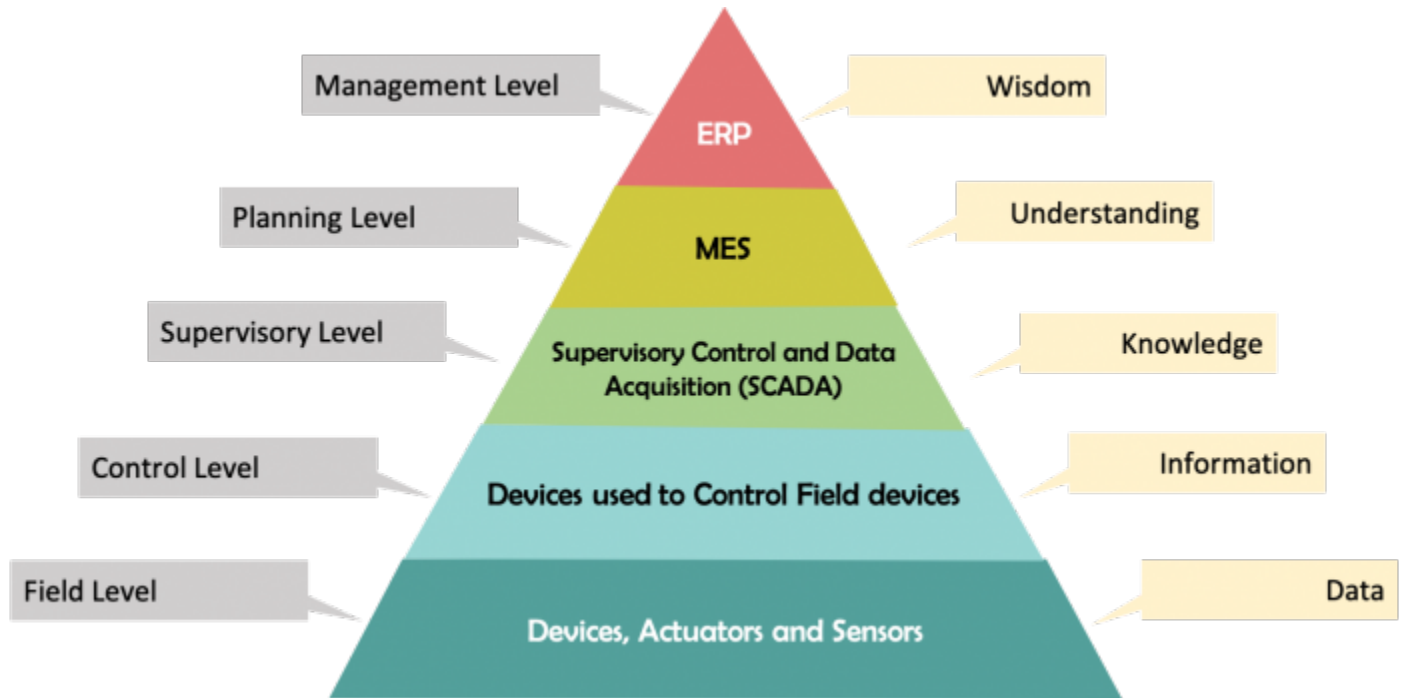 Management Level
ERP
Wisdom
Planning Level
MES
Understanding
Supervisory Level
Supervisory Control and Data
Acquisition (SCADA)
Knowledge
Control Level
Devices used to Control Field devices
Information
Field Level
Devices, Actuators and Sensors
Data